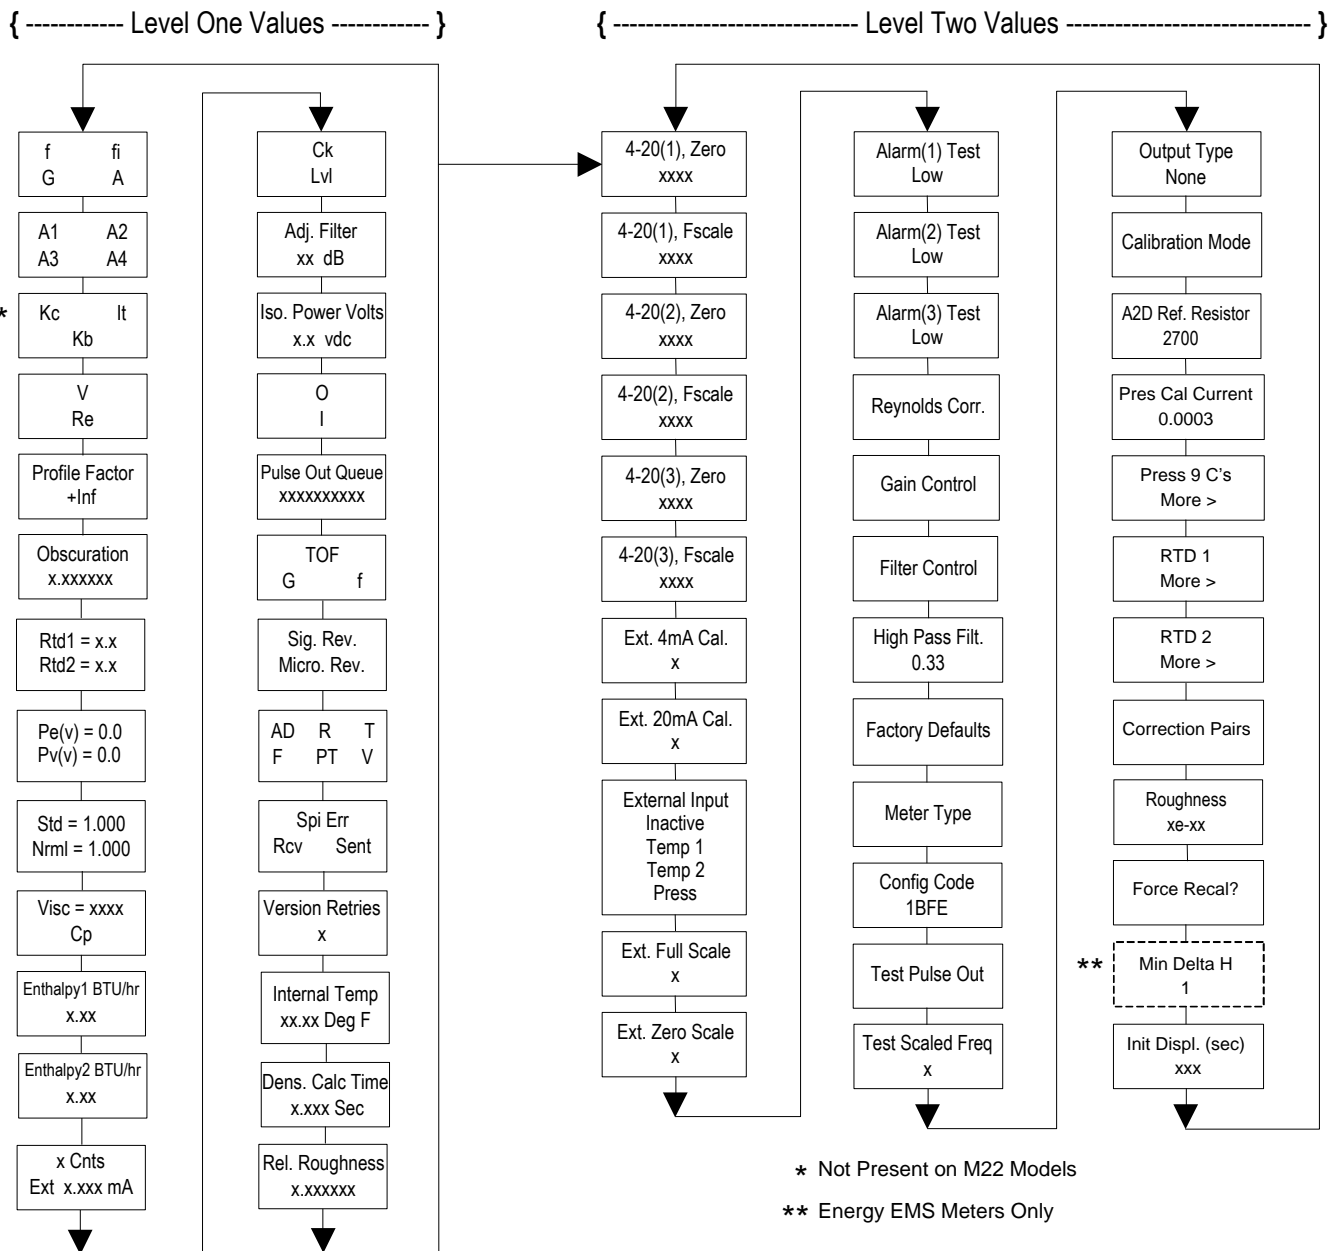 { ------------ Level One Values ------------ }
f fi
G A
A1 A2
A3 A4
* Kc It
Kb
V
Re
Profile Factor
+Inf
Obscuration
x.xxxxxx
Rtd1 = x.x
Rtd2 = x.x
Pe(v) = 0.0
Pv(v) = 0.0
Std = 1.000
Nrml = 1.000
Visc = xxxx
Cp
Enthalpy1 BTU/hr
x.xx
Enthalpy2 BTU/hr
x.xx
x Cnts
Ext x.xxx mA
Ck
Lvl
Adj. Filter
xx dB
Iso. Power Volts
x.x vdc
O
I
Pulse Out Queue
xxxxxxxxxx
TOF
G f
Sig. Rev.
Micro. Rev.
AD R T
F PT V
Spi Err
Rcv Sent
Version Retries
x
Internal Temp
xx.xx Deg F
Dens. Calc Time
x.xxx Sec
Rel. Roughness
x.xxxxxx
{ ---------------------------- Level Two Values ---------------------------- }
4-20(1), Zero
xxxx
4-20(1), Fscale
xxxx
4-20(2), Zero
xxxx
4-20(2), Fscale
xxxx
4-20(3), Zero
xxxx
4-20(3), Fscale
xxxx
Ext. 4mA Cal.
x
Ext. 20mA Cal.
x
External Input
Inactive
Temp 1
Temp 2
Press
Ext. Full Scale
x
Ext. Zero Scale
x
Alarm(1) Test
Low
Alarm(2) Test
Low
Alarm(3) Test
Low
Reynolds Corr.
Gain Control
Filter Control
High Pass Filt.
0.33
Factory Defaults
Meter Type
Config Code
1BFE
Test Pulse Out
Test Scaled Freq
x
Output Type
None
Calibration Mode
A2D Ref. Resistor
2700
Pres Cal Current
0.0003
Press 9 C's
More >
RTD 1
More >
RTD 2
More >
Correction Pairs
Roughness
xe-xx
Force Recal?
** Min Delta H
1
Init Displ. (sec)
xxx
* Not Present on M22 Models
** Energy EMS Meters Only